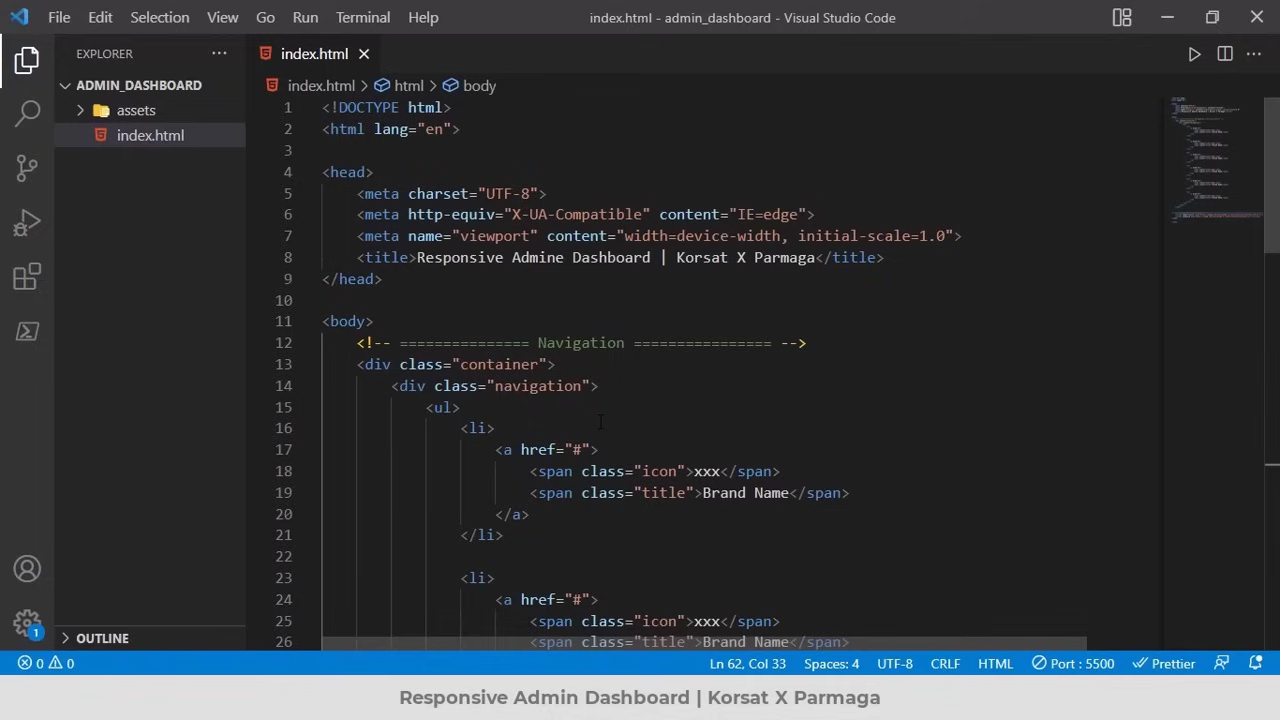 File Edit Selection View Go Run Terminal Help index.html - admin_dashboard - Visual Studio Code
EXPLORER ··· index.html
index.html > html > body
ADMIN_DASHBOARD
assets
index.html
1 <!DOCTYPE html>
2 <html lang="en">
3
4 <head>
5 <meta charset="UTF-8">
6 <meta http-equiv="X-UA-Compatible" content="IE=edge">
7 <meta name="viewport" content="width=device-width, initial-scale=1.0">
8 <title>Responsive Admine Dashboard | Korsat X Parmaga</title>
9 </head>
10
11 <body>
12 <!-- =============== Navigation ================ -->
13 <div class="container">
14 <div class="navigation">
15 <ul>
16 <li>
17 <a href="#">
18 <span class="icon">xxx</span>
19 <span class="title">Brand Name</span>
20 </a>
21 </li>
22
23 <li>
24 <a href="#">
25 <span class="icon">xxx</span>
26 <span class="title">Brand Name</span>
OUTLINE
1
0 0 Ln 62, Col 33 Spaces: 4 UTF-8 CRLF HTML Port : 5500 Prettier
Responsive Admin Dashboard | Korsat X Parmaga